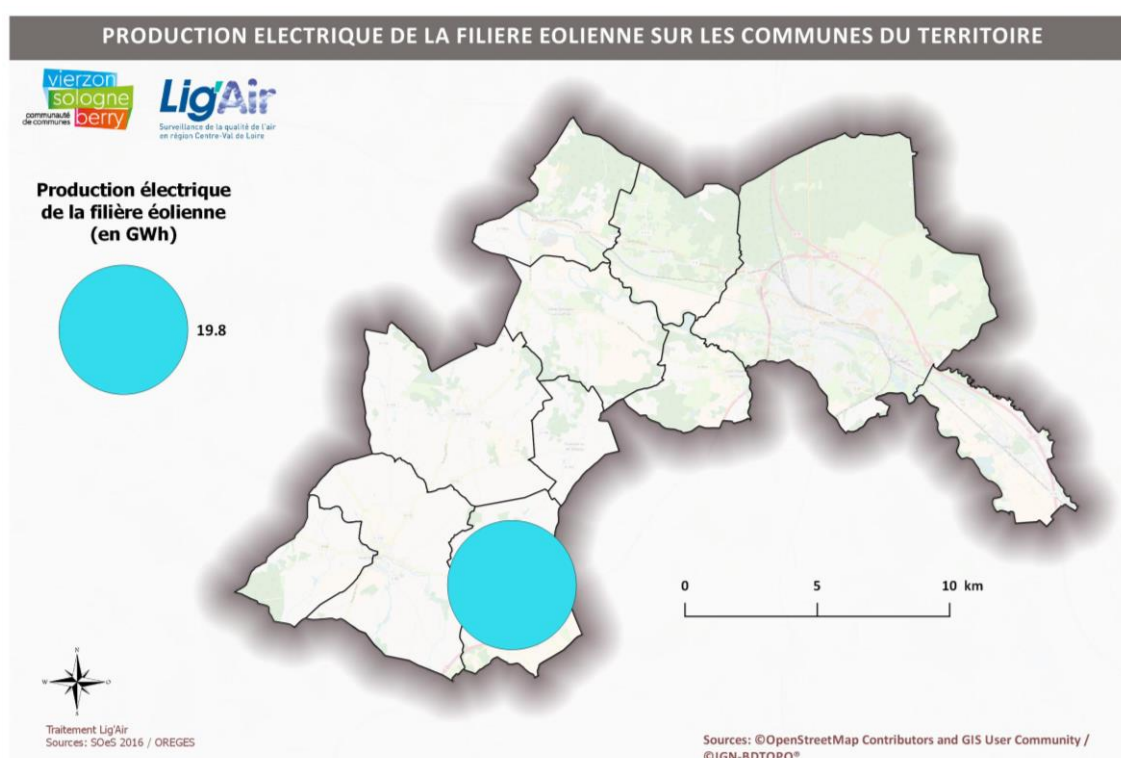 PRODUCTION ELECTRIQUE DE LA FILIERE EOLIENNE SUR LES COMMUNES DU TERRITOIRE
vierzon
sologne
berry
communauté
de communes
Lig'Air
Surveillance de la qualité de l'air
en région Centre-Val de Loire
Production électrique
de la filière éolienne
(en GWh)
19.8
0 5 10 km
N
W O
S
Traitement Lig'Air
Sources: SOeS 2016 / OREGES
Sources: ©OpenStreetMap Contributors and GIS User Community /
©IGN-BDTOPO®